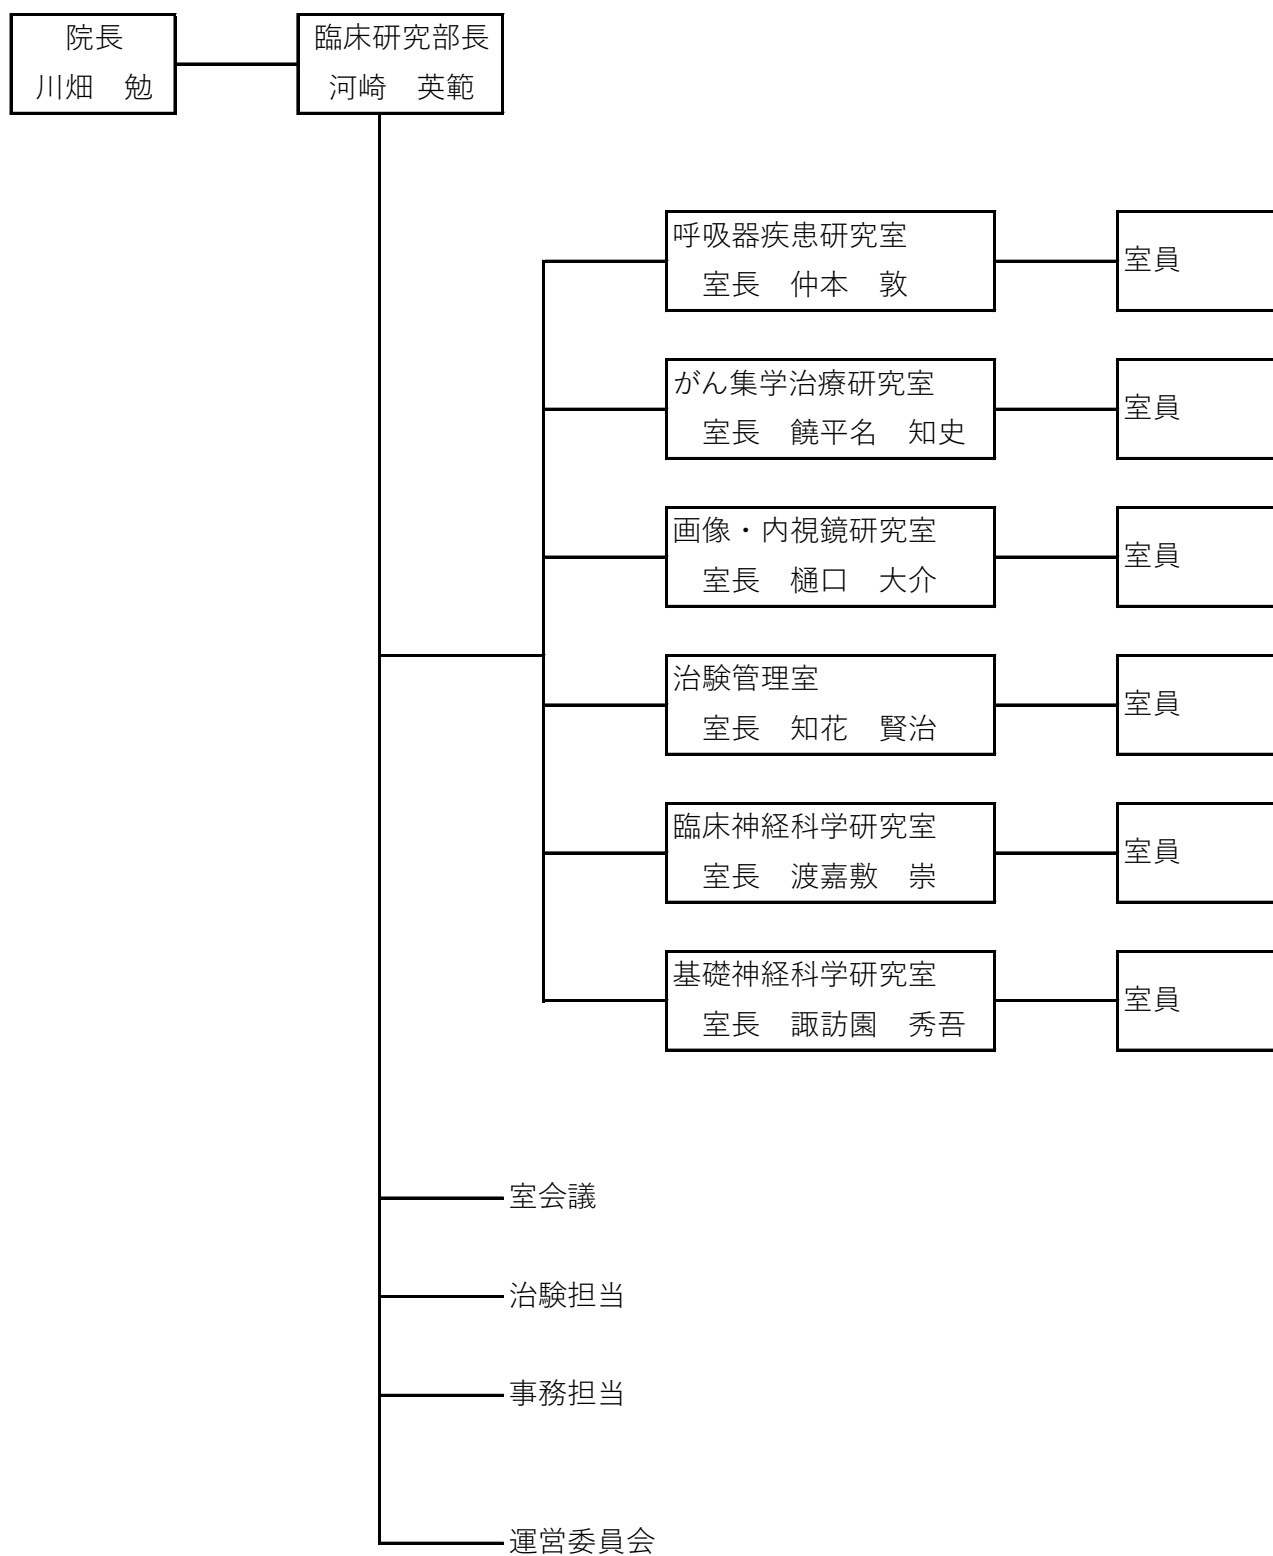 院長
川畑　勉
臨床研究部長
河崎　英範
呼吸器疾患研究室
室長　仲本　敦
室員
がん集学治療研究室
室長　饒平名　知史
室員
画像・内視鏡研究室
室長　樋口　大介
室員
治験管理室
室長　知花　賢治
室員
臨床神経科学研究室
室長　渡嘉敷　崇
室員
基礎神経科学研究室
室長　諏訪園　秀吾
室員
室会議
治験担当
事務担当
運営委員会